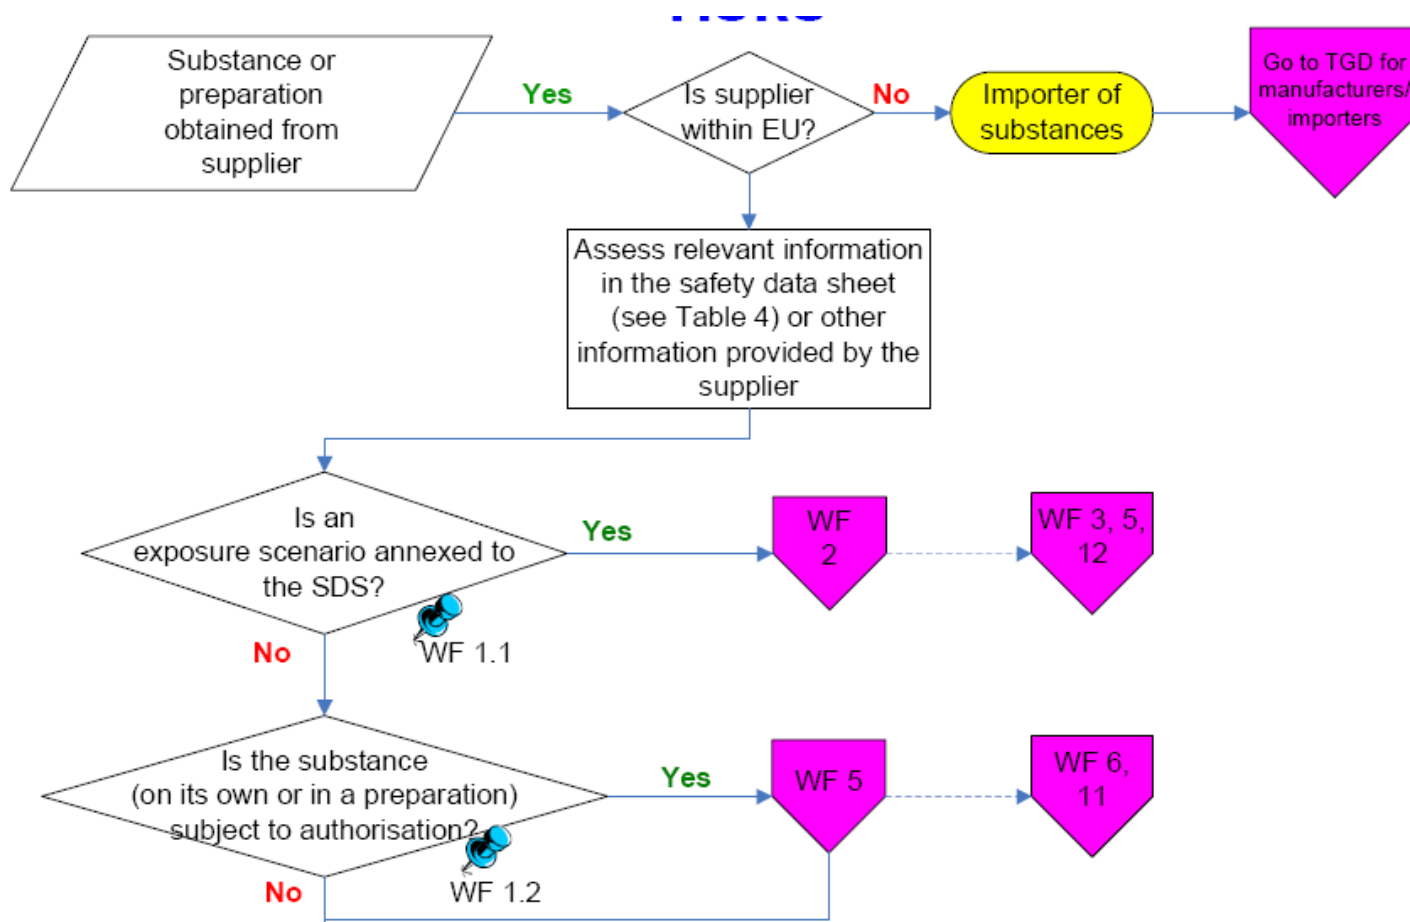 Substance or
preparation
obtained from
supplier
Yes
Is supplier
within EU?
No
Importer of
substances
Go to TGD for
manufacturers/
importers
Assess relevant information
in the safety data sheet
(see Table 4) or other
information provided by the
supplier
Is an
exposure scenario annexed to
the SDS?
Yes
WF
2
WF 3, 5,
12
WF 1.1
No
Is the substance
(on its own or in a preparation)
subject to authorisation?
Yes
WF 5
WF 6,
11
WF 1.2
No